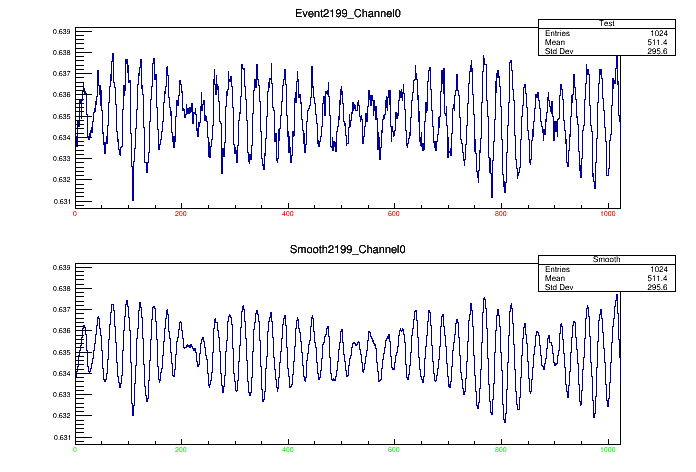 Event2199_Channel0
Test
Entries 1024
Mean 511.4
Std Dev 295.6
0.639
0.638
0.637
0.636
0.635
0.634
0.633
0.632
0.631
0 200 400 600 800 1000
Smooth2199_Channel0
Smooth
Entries 1024
Mean 511.4
Std Dev 295.6
0.639
0.638
0.637
0.636
0.635
0.634
0.633
0.632
0.631
0 200 400 600 800 1000